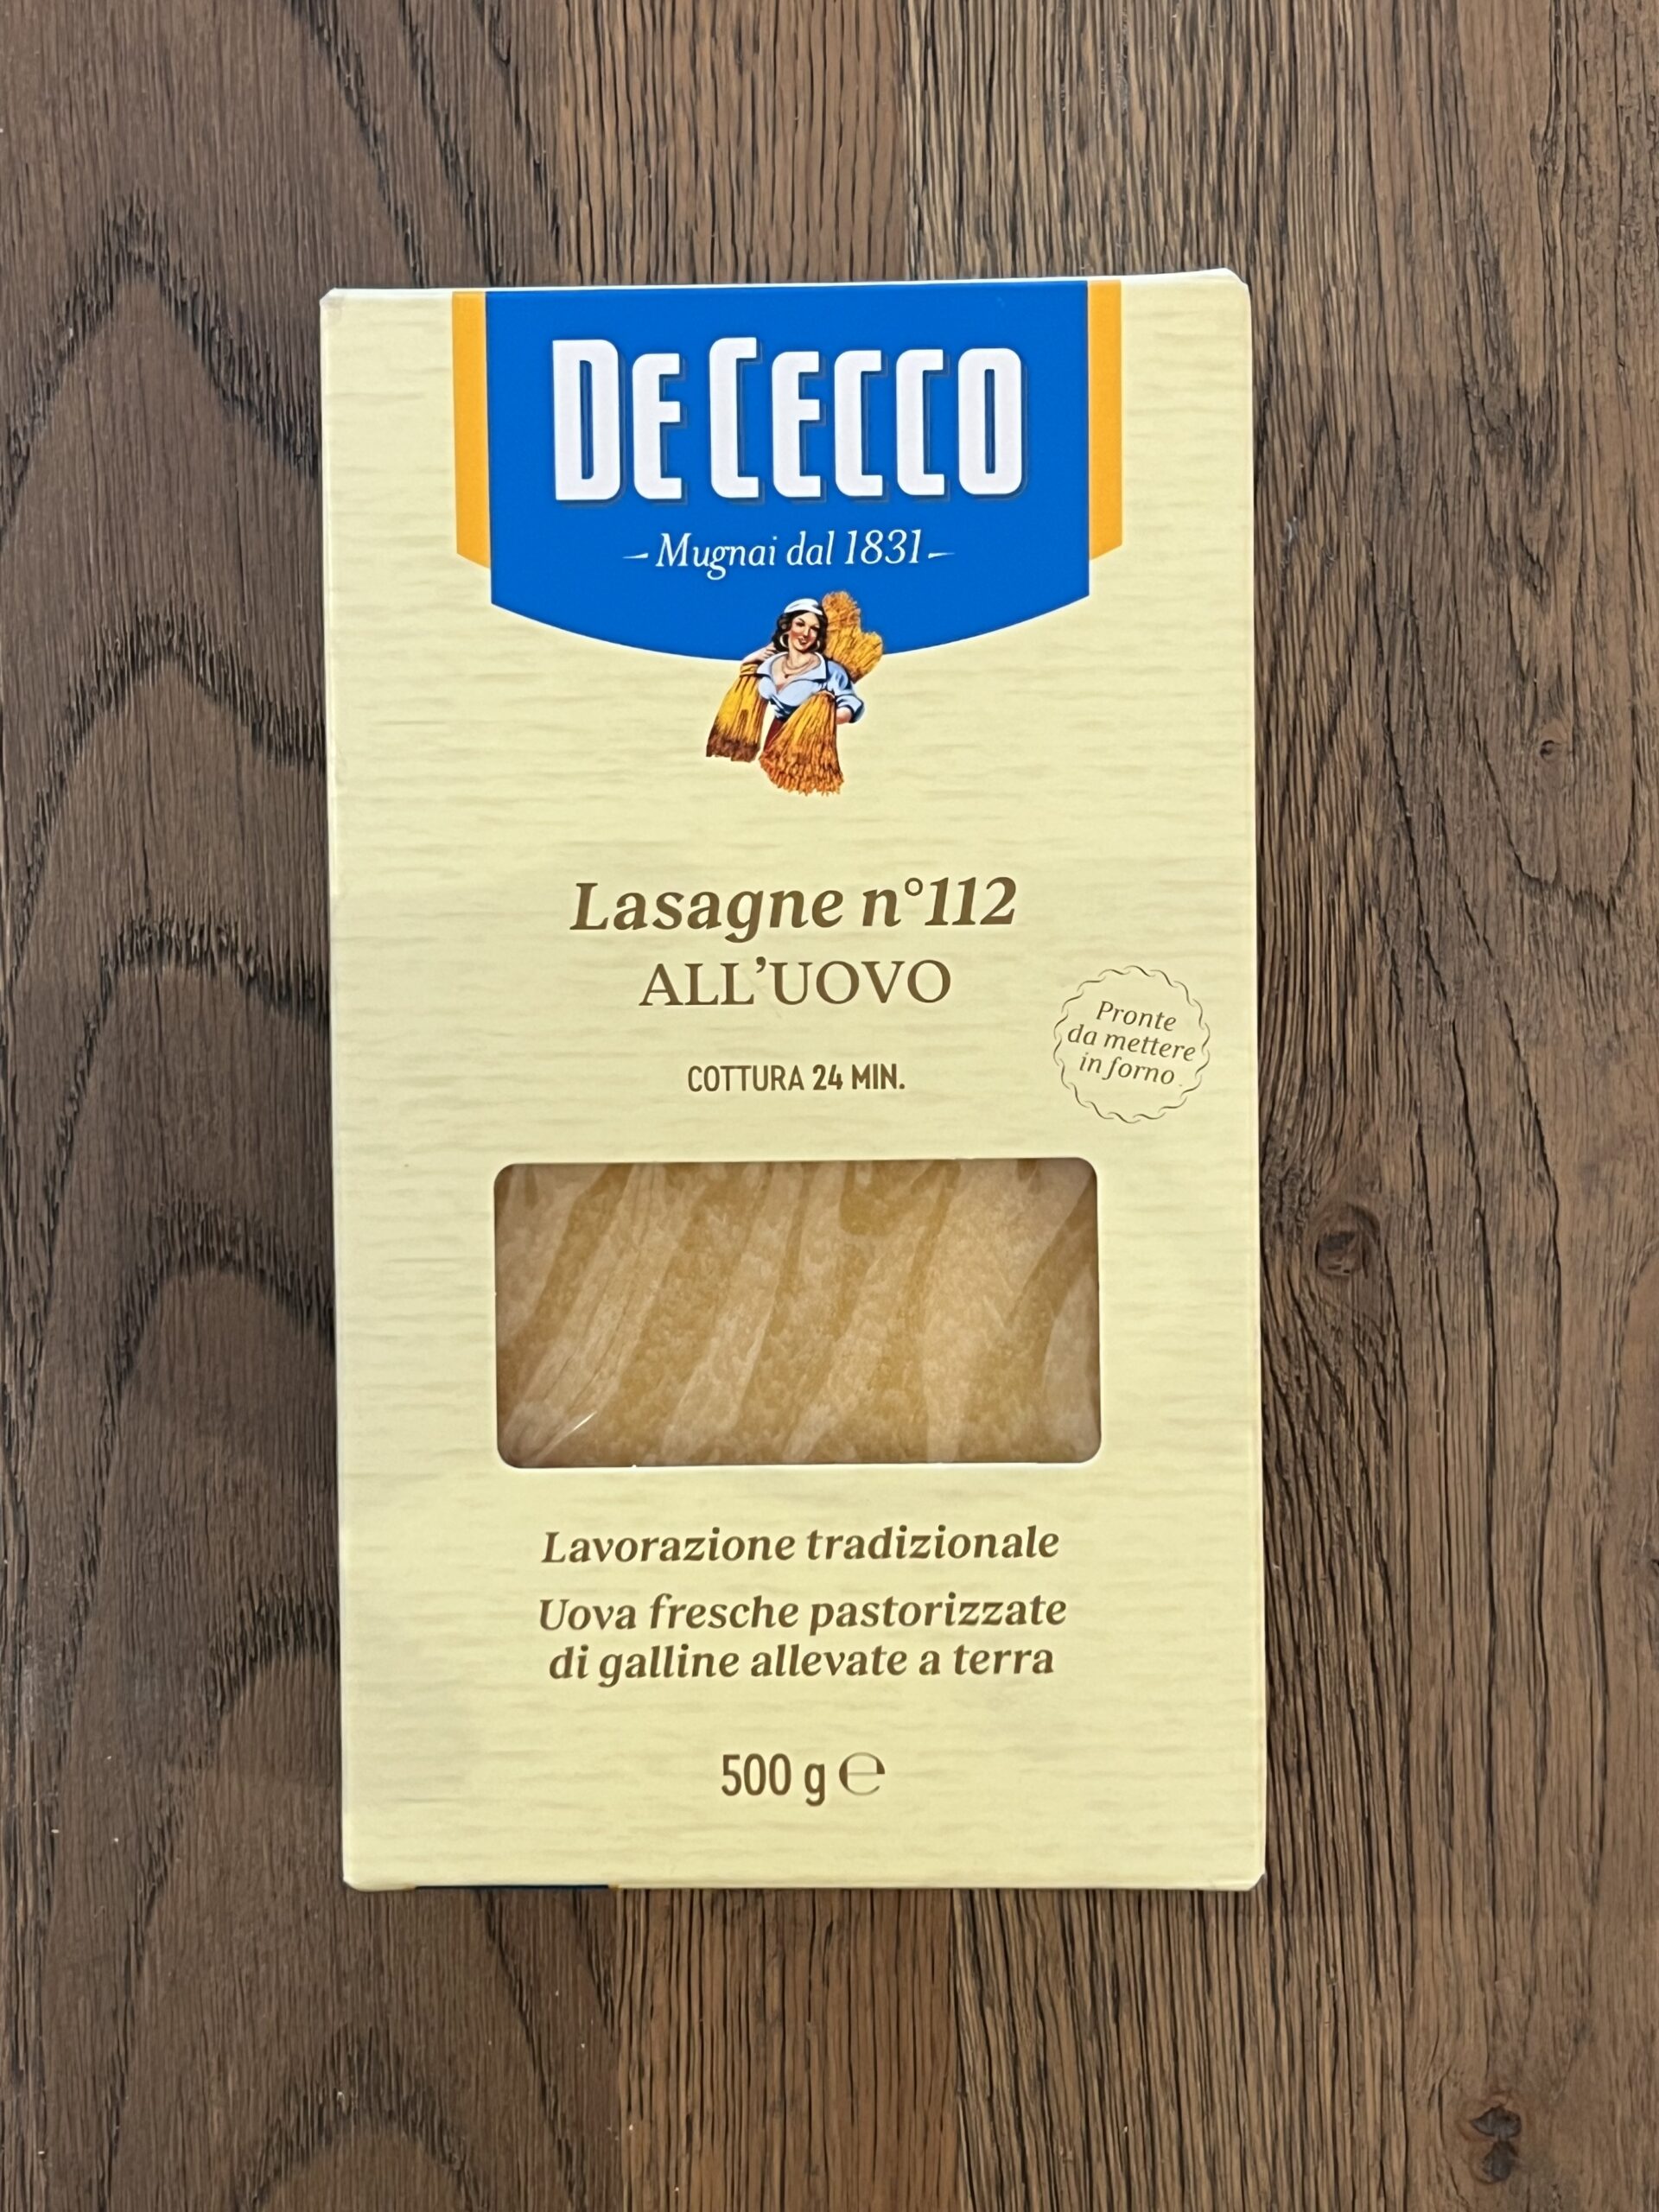 DE CECCO
Mugnai dal 1831
Lasagne n°112
ALL'UOVO
COTTURA 24 MIN.
Pronte
da mettere
in forno
Lavorazione tradizionale
Uova fresche pastorizzate
di galline allevate a terra
500 g ℮